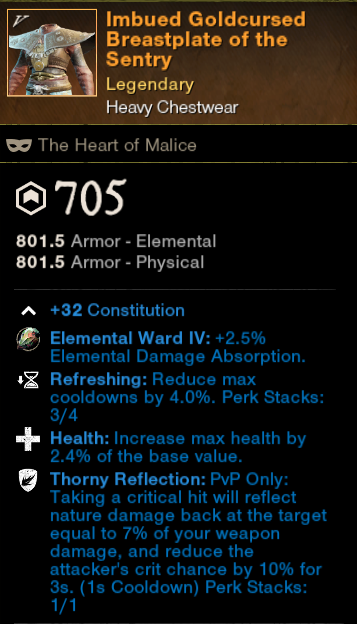 V
Imbued Goldcursed
Breastplate of the
Sentry
Legendary
Heavy Chestwear
The Heart of Malice
705
801.5 Armor - Elemental
801.5 Armor - Physical
+32 Constitution
Elemental Ward IV: +2.5%
Elemental Damage Absorption.
Refreshing: Reduce max
cooldowns by 4.0%. Perk Stacks:
3/4
Health: Increase max health by
2.4% of the base value.
Thorny Reflection: PvP Only:
Taking a critical hit will reflect
nature damage back at the target
equal to 7% of your weapon
damage, and reduce the
attacker's crit chance by 10% for
3s. (1s Cooldown) Perk Stacks:
1/1